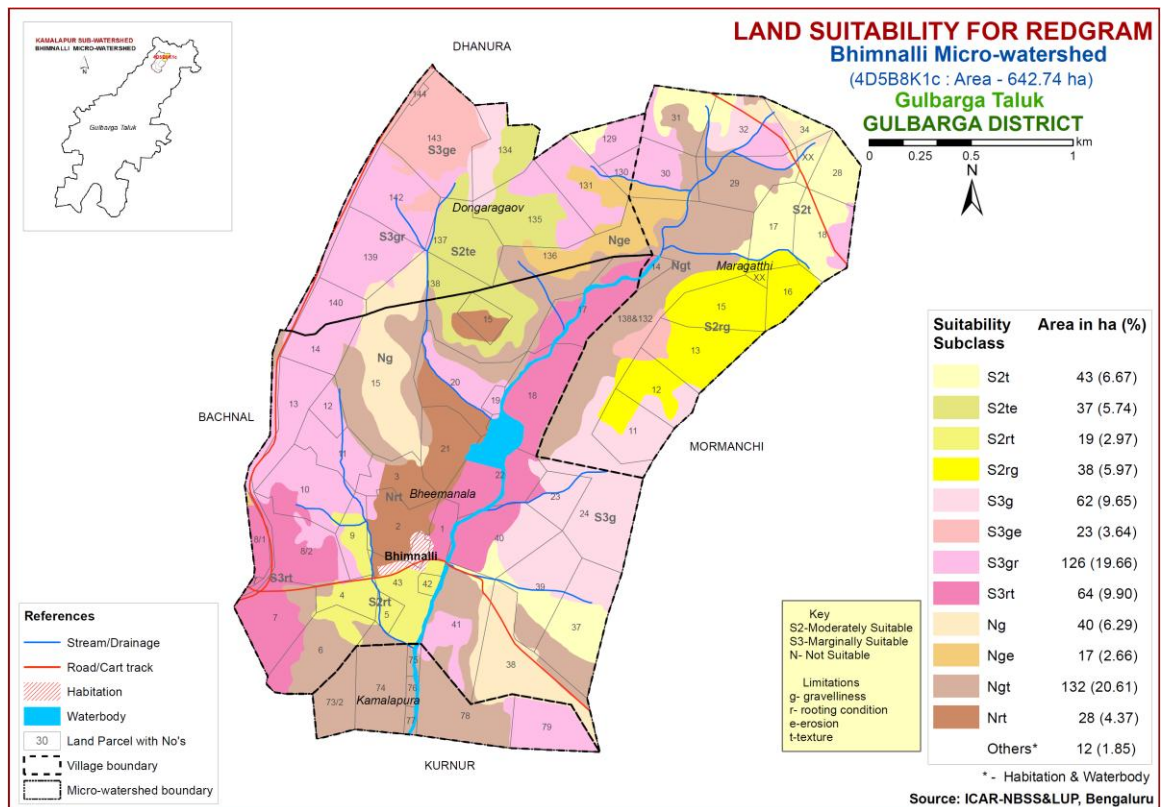 LAND SUITABILITY FOR REDGRAM
Bhimnalli Micro-watershed
(4D5B8K1c : Area - 642.74 ha)
Gulbarga Taluk
GULBARGA DISTRICT
0 0.25 0.5 1 km
N
KAMALAPUR SUB-WATERSHED
BHIMNALLI MICRO-WATERSHED
N
Gulbarga Taluk
DHANURA
144
143
S3ge
134
129
31
32
34
XX
130
30
29
28
131
142
Dongaragaov
135
S2t
17
18
S3gr
137
S2te
139
136
Nge
14
Ngt
Maragatthi
XX
16
138
140
17
15
15
138&132
S2rg
13
14
Ng
15
20
12
13
12
19
18
11
BACHNAL
21
MORMANCHI
11
3
22
10
Nrt
Bheemanala
23
24
S3g
2
1
8/1
8/2
9
40
Bhimnalli
S3rt
43
42
39
4
S2rt
5
7
41
37
6
75
38
74
76
Kamalapura
73/2
77
78
79
KURNUR
References
Stream/Drainage
Road/Cart track
Habitation
Waterbody
30 Land Parcel with No's
Village boundary
Micro-watershed boundary
Key
S2-Moderately Suitable
S3-Marginally Suitable
N- Not Suitable
Limitations
g- gravelliness
r- rooting condition
e-erosion
t-texture
Suitability Area in ha (%)
Subclass
S2t 43 (6.67)
S2te 37 (5.74)
S2rt 19 (2.97)
S2rg 38 (5.97)
S3g 62 (9.65)
S3ge 23 (3.64)
S3gr 126 (19.66)
S3rt 64 (9.90)
Ng 40 (6.29)
Nge 17 (2.66)
Ngt 132 (20.61)
Nrt 28 (4.37)
Others* 12 (1.85)
* - Habitation & Waterbody
Source: ICAR-NBSS&LUP, Bengaluru